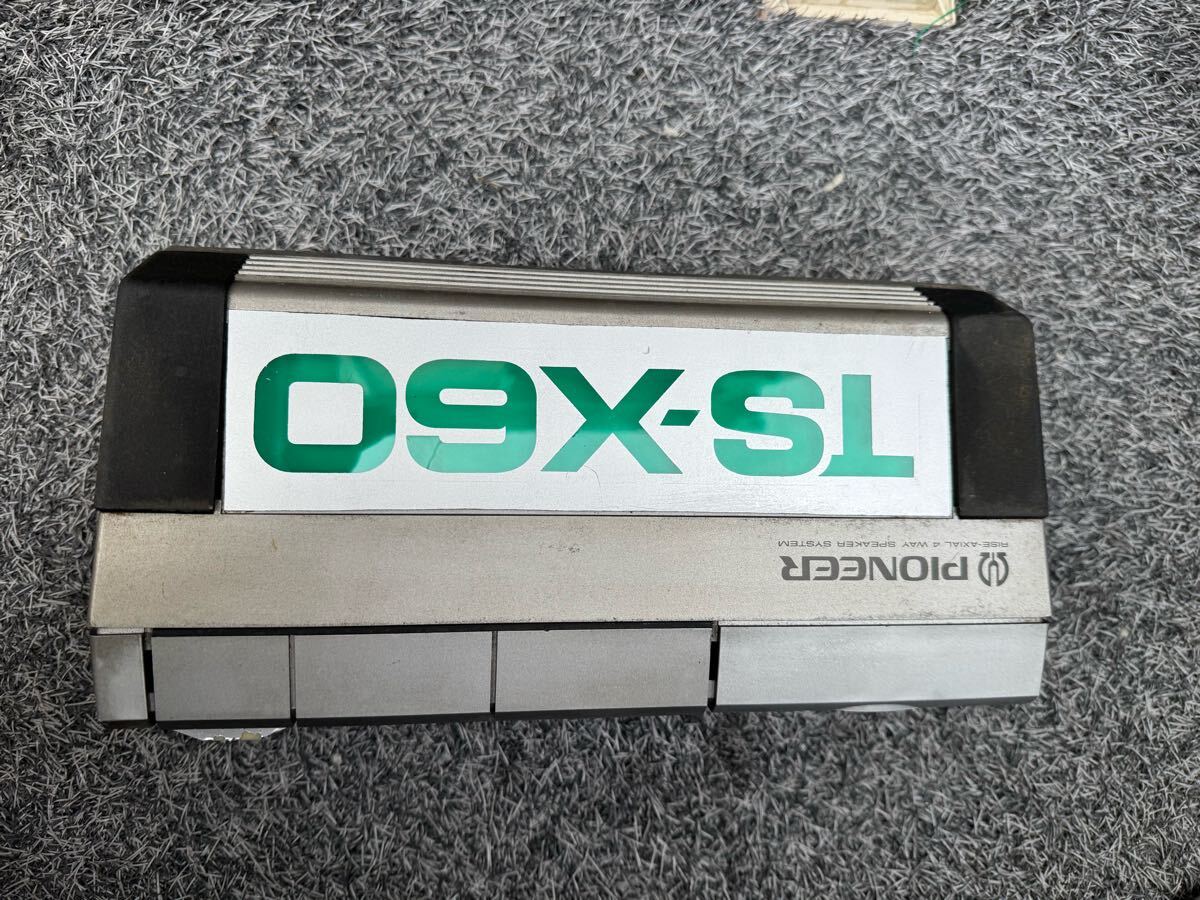 PIONEER
RISE-AXIAL 4 WAY SPEAKER SYSTEM
TS-X60